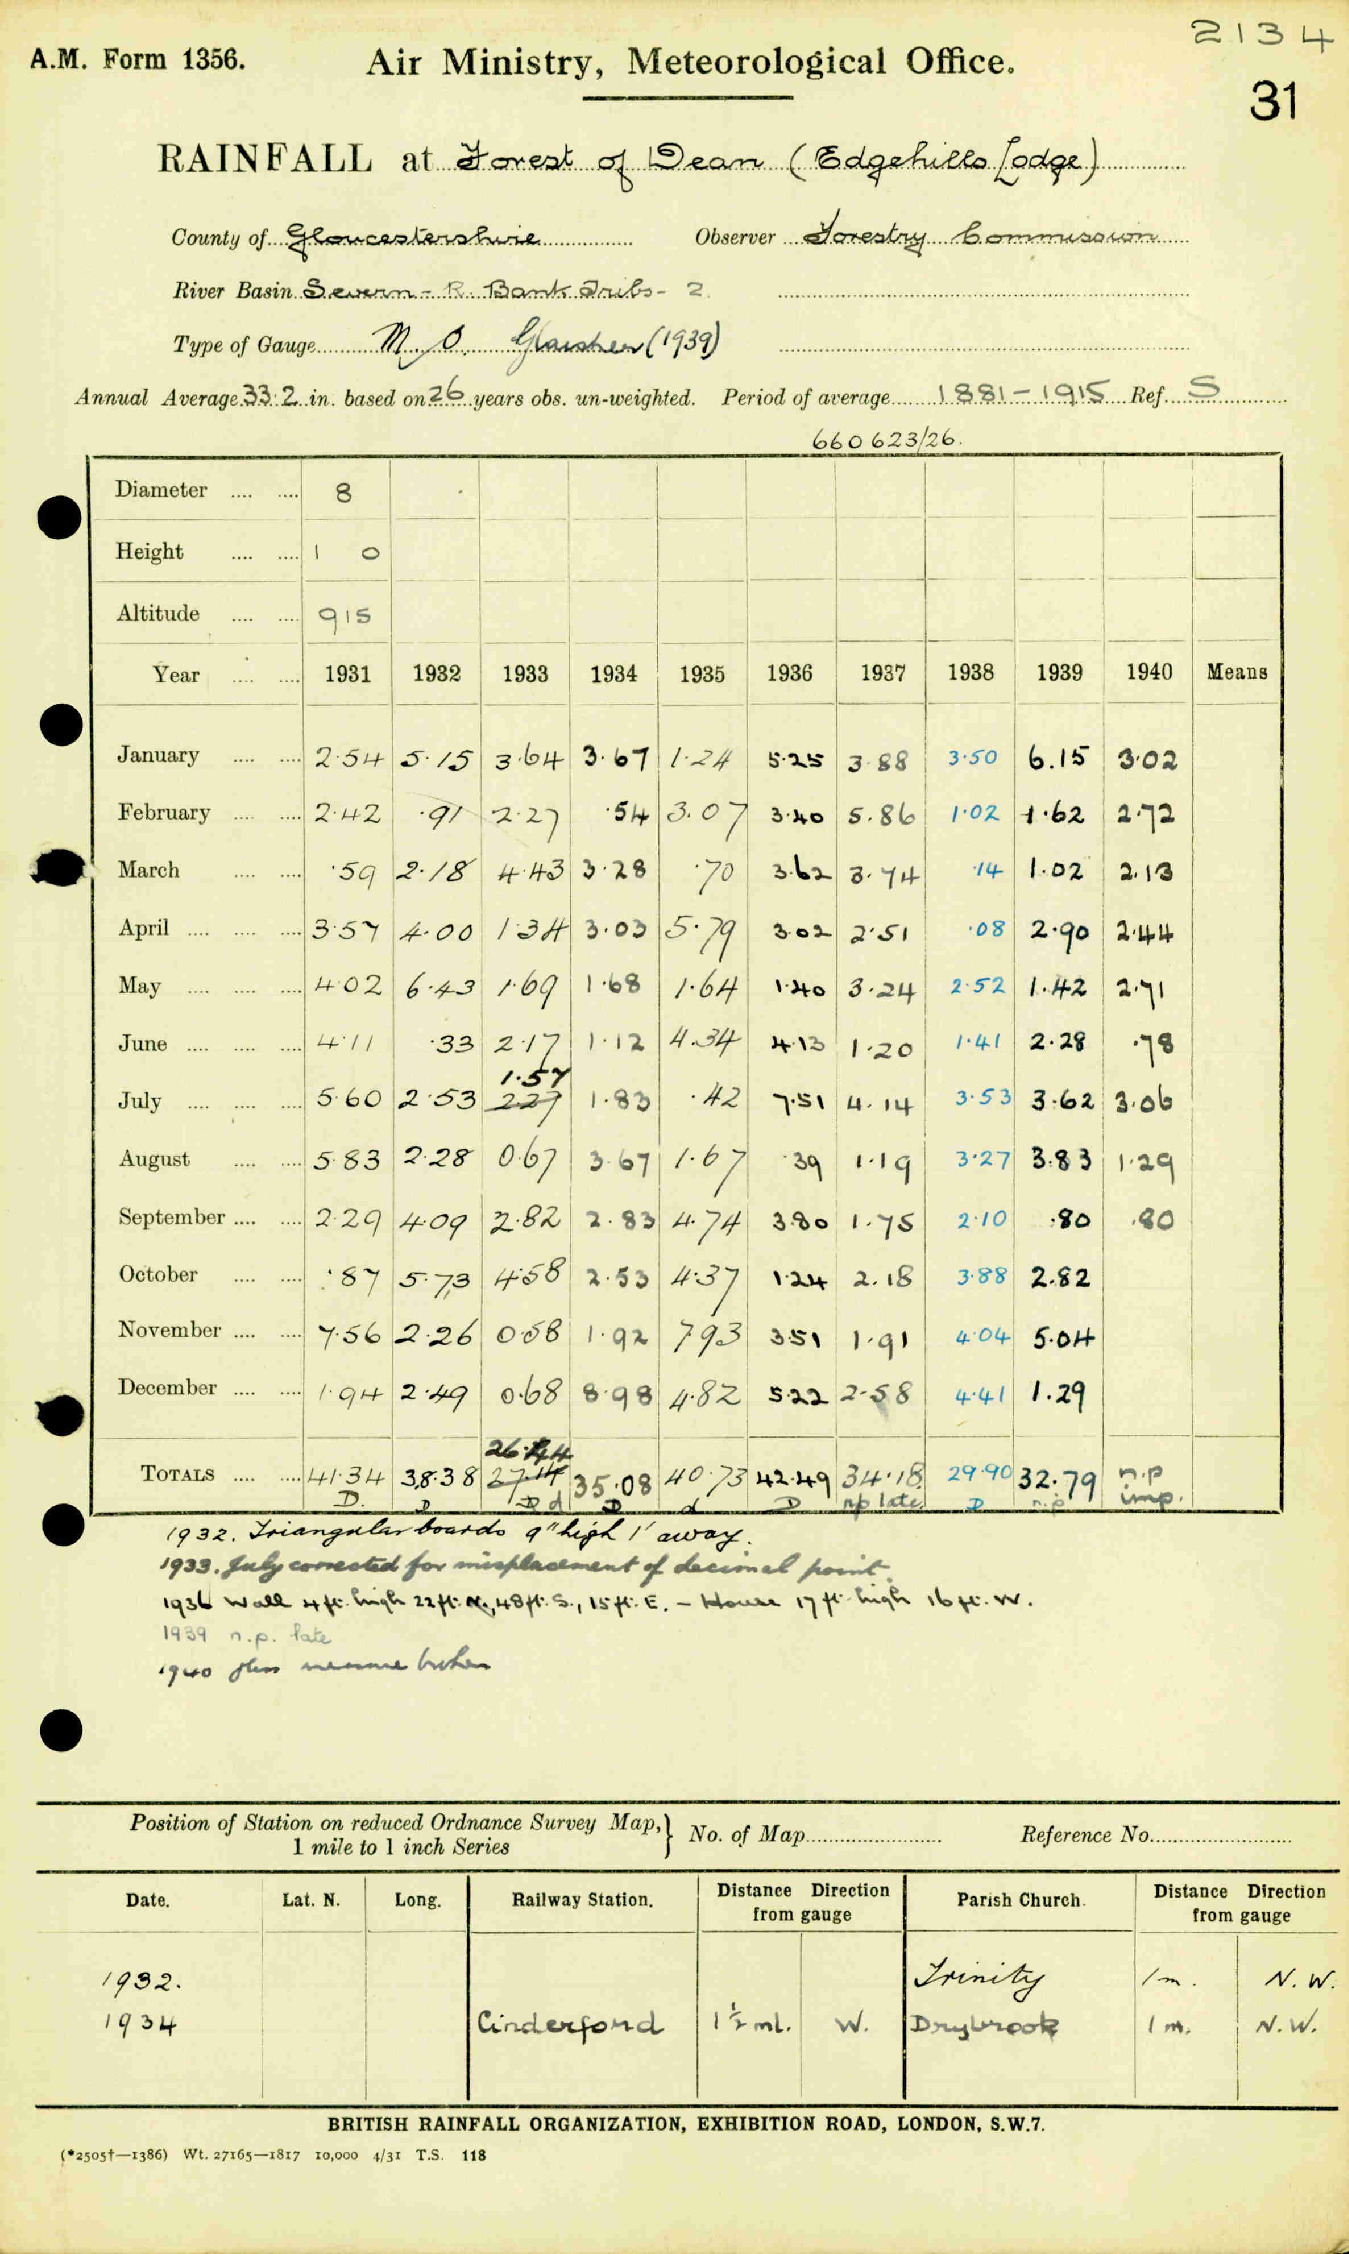 2134
A.M. Form 1356.
Air Ministry, Meteorological Office.
31
RAINFALL at Forest of Dean (Edgehills Lodge)
County of Gloucestershire Observer Forestry Commission
River Basin Severn - R. Bank Tribs - 2.
Type of Gauge M O. Glaisher (1939)
Annual Average 33.2 in. based on 26 years obs. un-weighted. Period of average 1881-1915 Ref. S
660623/26.
Diameter .... .... 8
Height .... .... 1 0
Altitude .... .... 915
Year .... .... 1931 1932 1933 1934 1935 1936 1937 1938 1939 1940 Means
January .... .... 2.54 5.15 3.64 3.67 1.24 5.25 3.88 3.50 6.15 3.02
February .... .... 2.42 .91 2.27 .54 3.07 3.40 5.86 1.02 1.62 2.72
March .... .... .59 2.18 4.43 3.28 .70 3.62 3.74 .14 1.02 2.13
April .... .... .... 3.57 4.00 1.34 3.03 5.79 3.02 2.51 .08 2.90 2.44
May .... .... .... 4.02 6.43 1.69 1.68 1.64 1.40 3.24 2.52 1.42 2.71
June .... .... .... 4.11 .33 2.17 1.12 4.34 4.13 1.20 1.41 2.28 .78
1.57
July .... .... .... 5.60 2.53 2.27 1.83 .42 7.51 4.14 3.53 3.62 3.06
August .... .... 5.83 2.28 0.67 3.67 1.67 .39 1.19 3.27 3.83 1.29
September .... .... 2.29 4.09 2.82 2.83 4.74 3.80 1.75 2.10 .80 .80
October .... .... .87 5.73 4.58 2.53 4.37 1.24 2.18 3.88 2.82
November .... .... 7.56 2.26 0.58 1.92 7.93 3.51 1.91 4.04 5.04
December .... .... 1.94 2.49 0.68 8.98 4.82 5.22 2.58 4.41 1.29
26.44
TOTALS .... .... 41.34 38.38 27.14 35.08 40.73 42.49 34.18 29.90 32.79 n.p
D. D D d D d D np late D n.p imp.
1932. Triangular boards 9" high 1' away.
1933. July corrected for misplacement of decimal point.
1936 Wall 4 ft. high 22 ft. N., 48 ft. S., 15 ft. E. - House 17 ft. high 16 ft. W.
1939 n.p. late
1940 glass measure broken
Position of Station on reduced Ordnance Survey Map, } No. of Map Reference No.
1 mile to 1 inch Series
Date. Lat. N. Long. Railway Station. Distance Direction from gauge Parish Church. Distance Direction from gauge
1932. Trinity 1 m. N.W.
1934 Cinderford 1½ ml. W. Drybrook 1 m. N.W.
BRITISH RAINFALL ORGANIZATION, EXHIBITION ROAD, LONDON, S.W.7.
(*2505†—1386) Wt. 27165—1817 10,000 4/31 T.S. 118